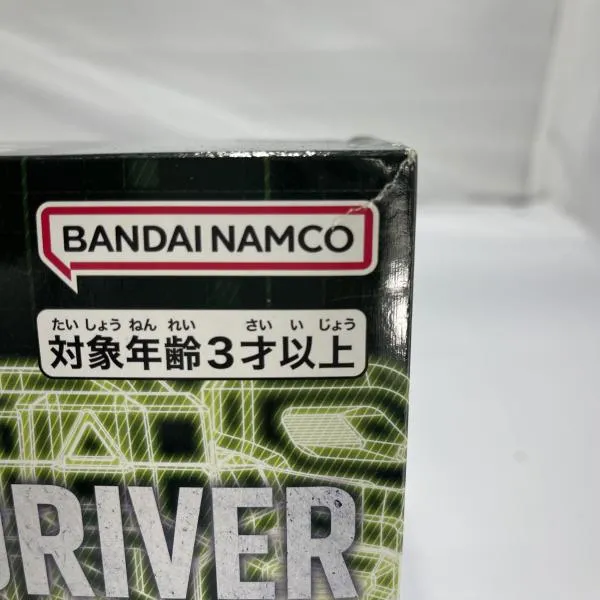 BANDAI NAMCO
たい しょう ねん れい さい い じょう
対象年齢3才以上
DRIVER